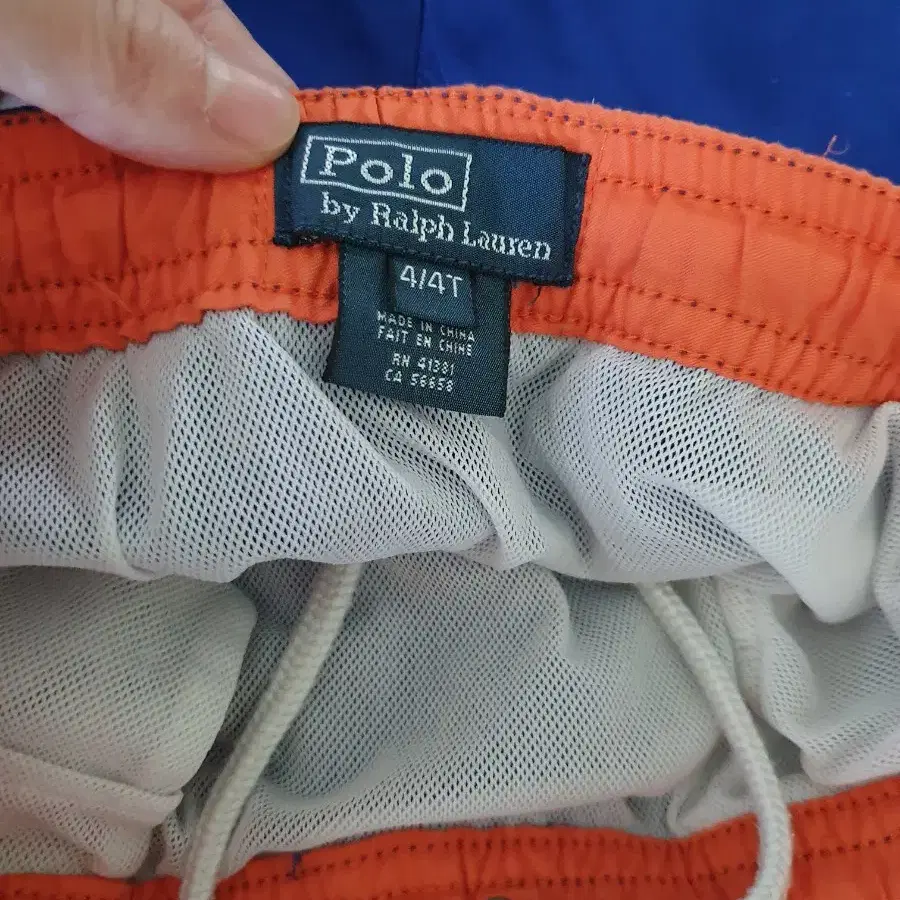 Polo
by Ralph Lauren
4/4T
MADE IN CHINA
FAIT EN CHINE
RN 41381
CA 56658